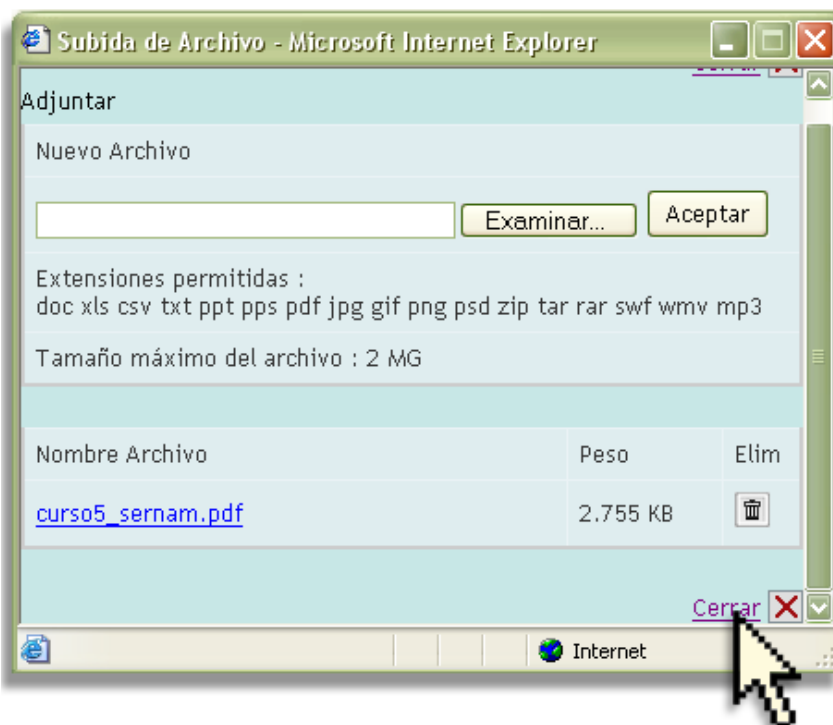 Subida de Archivo - Microsoft Internet Explorer
Cerrar
Adjuntar
Nuevo Archivo
Examinar... Aceptar
Extensiones permitidas :
doc xls csv txt ppt pps pdf jpg gif png psd zip tar rar swf wmv mp3
Tamaño máximo del archivo : 2 MG
Nombre Archivo Peso Elim
curso5_sernam.pdf 2.755 KB
Cerrar
Internet